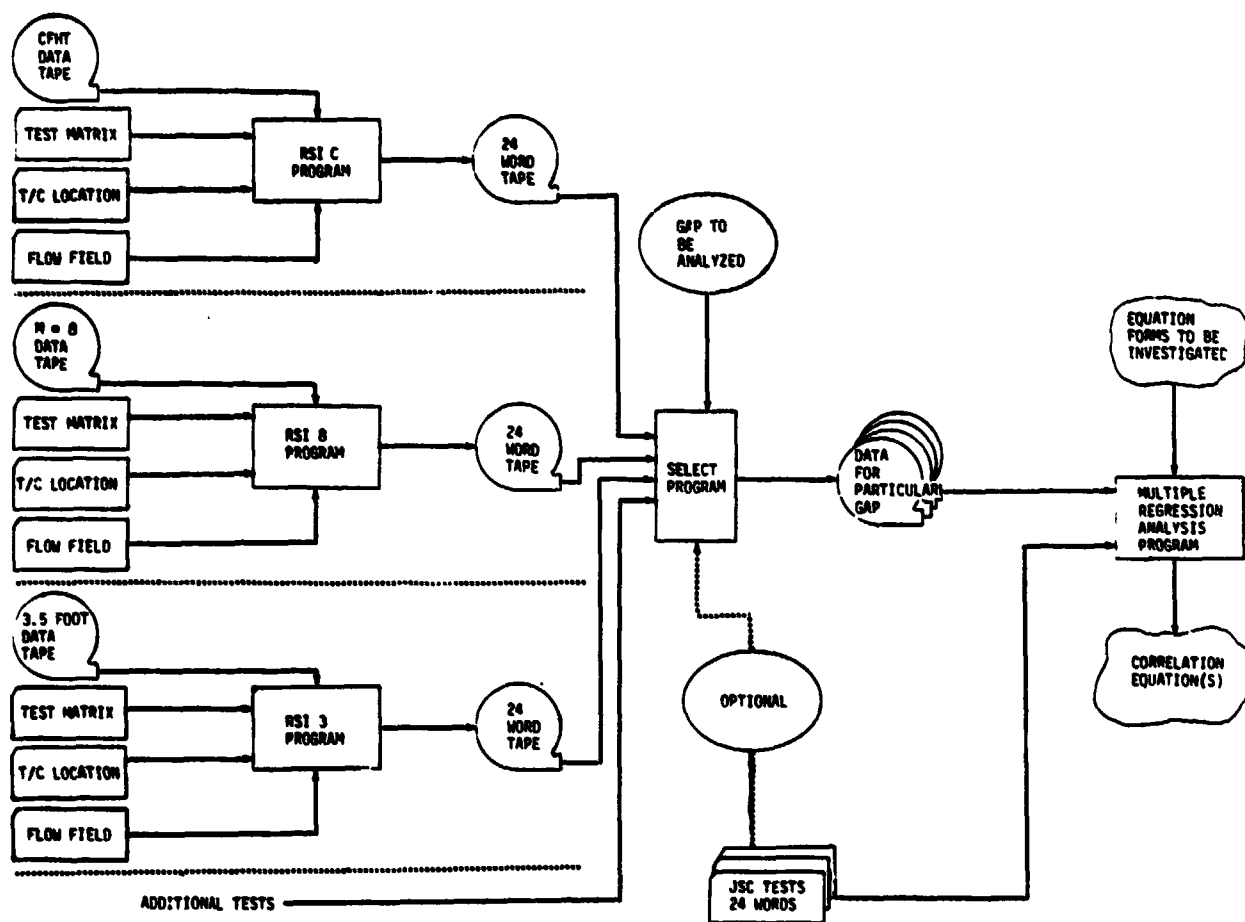 CFHT
DATA
TAPE
TEST MATRIX
T/C LOCATION
FLOW FIELD
RSI C
PROGRAM
24
WORD
TAPE
GAP TO
BE
ANALYZED
M = 8
DATA
TAPE
TEST MATRIX
T/C LOCATION
FLOW FIELD
RSI 8
PROGRAM
24
WORD
TAPE
SELECT
PROGRAM
DATA
FOR
PARTICULAR
GAP
EQUATION
FORMS TO BE
INVESTIGATED
MULTIPLE
REGRESSION
ANALYSIS
PROGRAM
CORRELATION
EQUATION(S)
3.5 FOOT
DATA
TAPE
TEST MATRIX
T/C LOCATION
FLOW FIELD
RSI 3
PROGRAM
24
WORD
TAPE
OPTIONAL
JSC TESTS
24 WORDS
ADDITIONAL TESTS